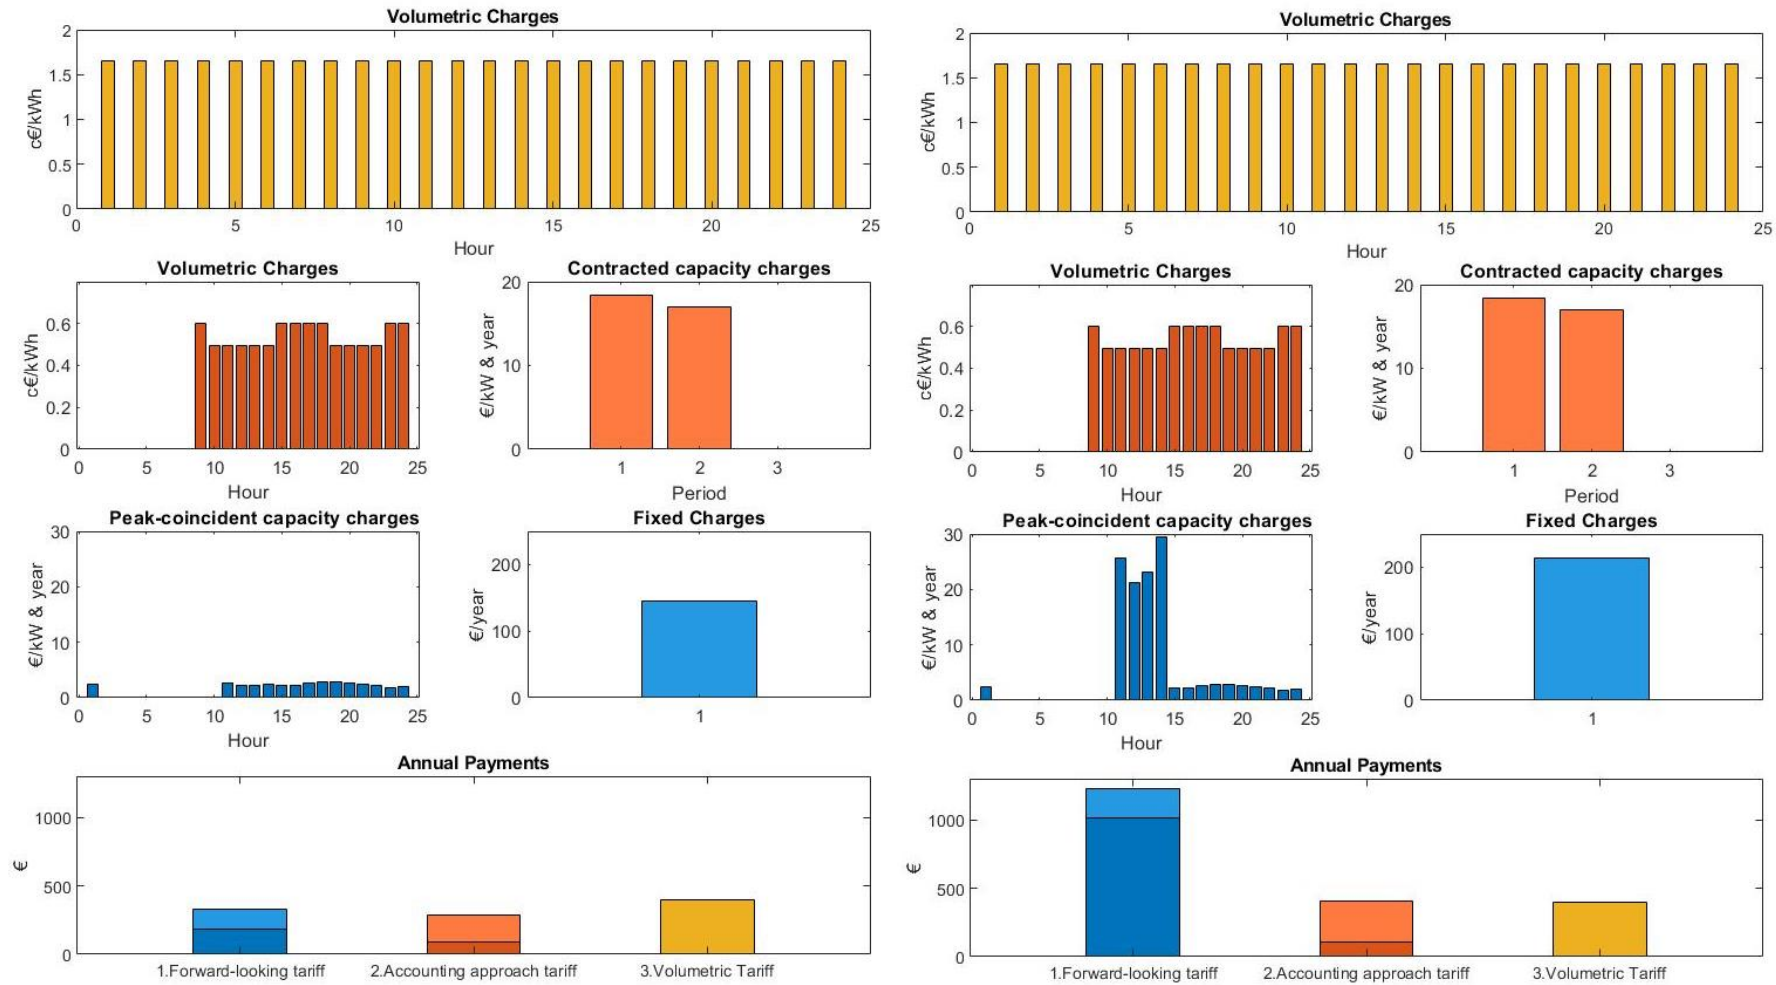 Volumetric Charges
2
1.5
1
0.5
0
c€/kWh
0 5 10 15 20 25
Hour
Volumetric Charges
0.6
0.4
0.2
0
c€/kWh
0 5 10 15 20 25
Hour
Contracted capacity charges
20
10
0
€/kW & year
1 2 3
Period
Peak-coincident capacity charges
30
20
10
0
€/kW & year
0 5 10 15 20 25
Hour
Fixed Charges
200
100
0
€/year
1
Annual Payments
1000
500
0
€
1.Forward-looking tariff 2.Accounting approach tariff 3.Volumetric Tariff
Volumetric Charges
2
1.5
1
0.5
0
c€/kWh
0 5 10 15 20 25
Hour
Volumetric Charges
0.6
0.4
0.2
0
c€/kWh
0 5 10 15 20 25
Hour
Contracted capacity charges
20
10
0
€/kW & year
1 2 3
Period
Peak-coincident capacity charges
30
20
10
0
€/kW & year
0 5 10 15 20 25
Hour
Fixed Charges
200
100
0
€/year
1
Annual Payments
1000
500
0
€
1.Forward-looking tariff 2.Accounting approach tariff 3.Volumetric Tariff